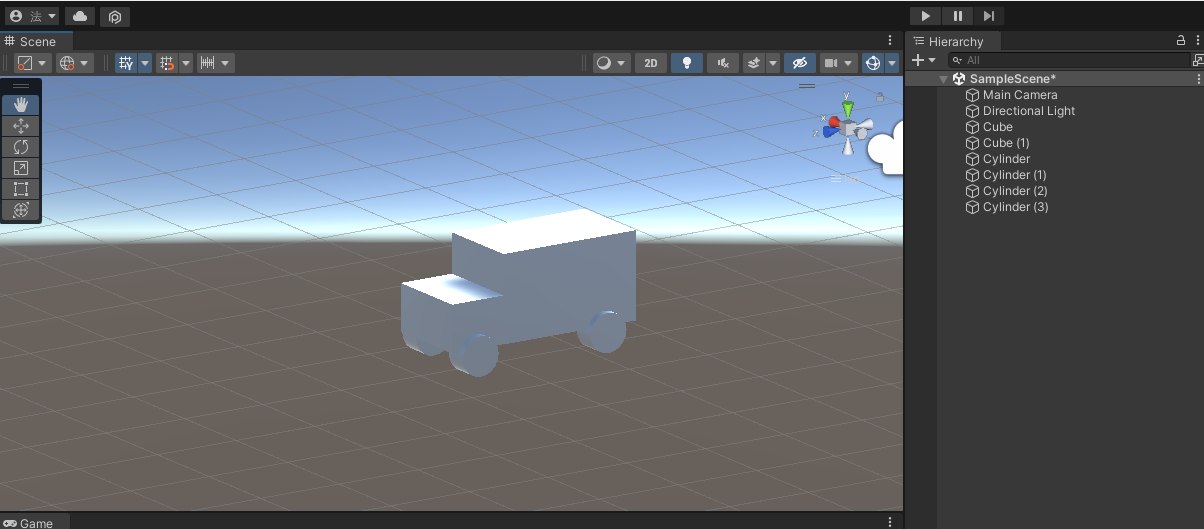 法
Scene
2D
Y
X
Z
Hierarchy
All
SampleScene*
Main Camera
Directional Light
Cube
Cube (1)
Cylinder
Cylinder (1)
Cylinder (2)
Cylinder (3)
Game